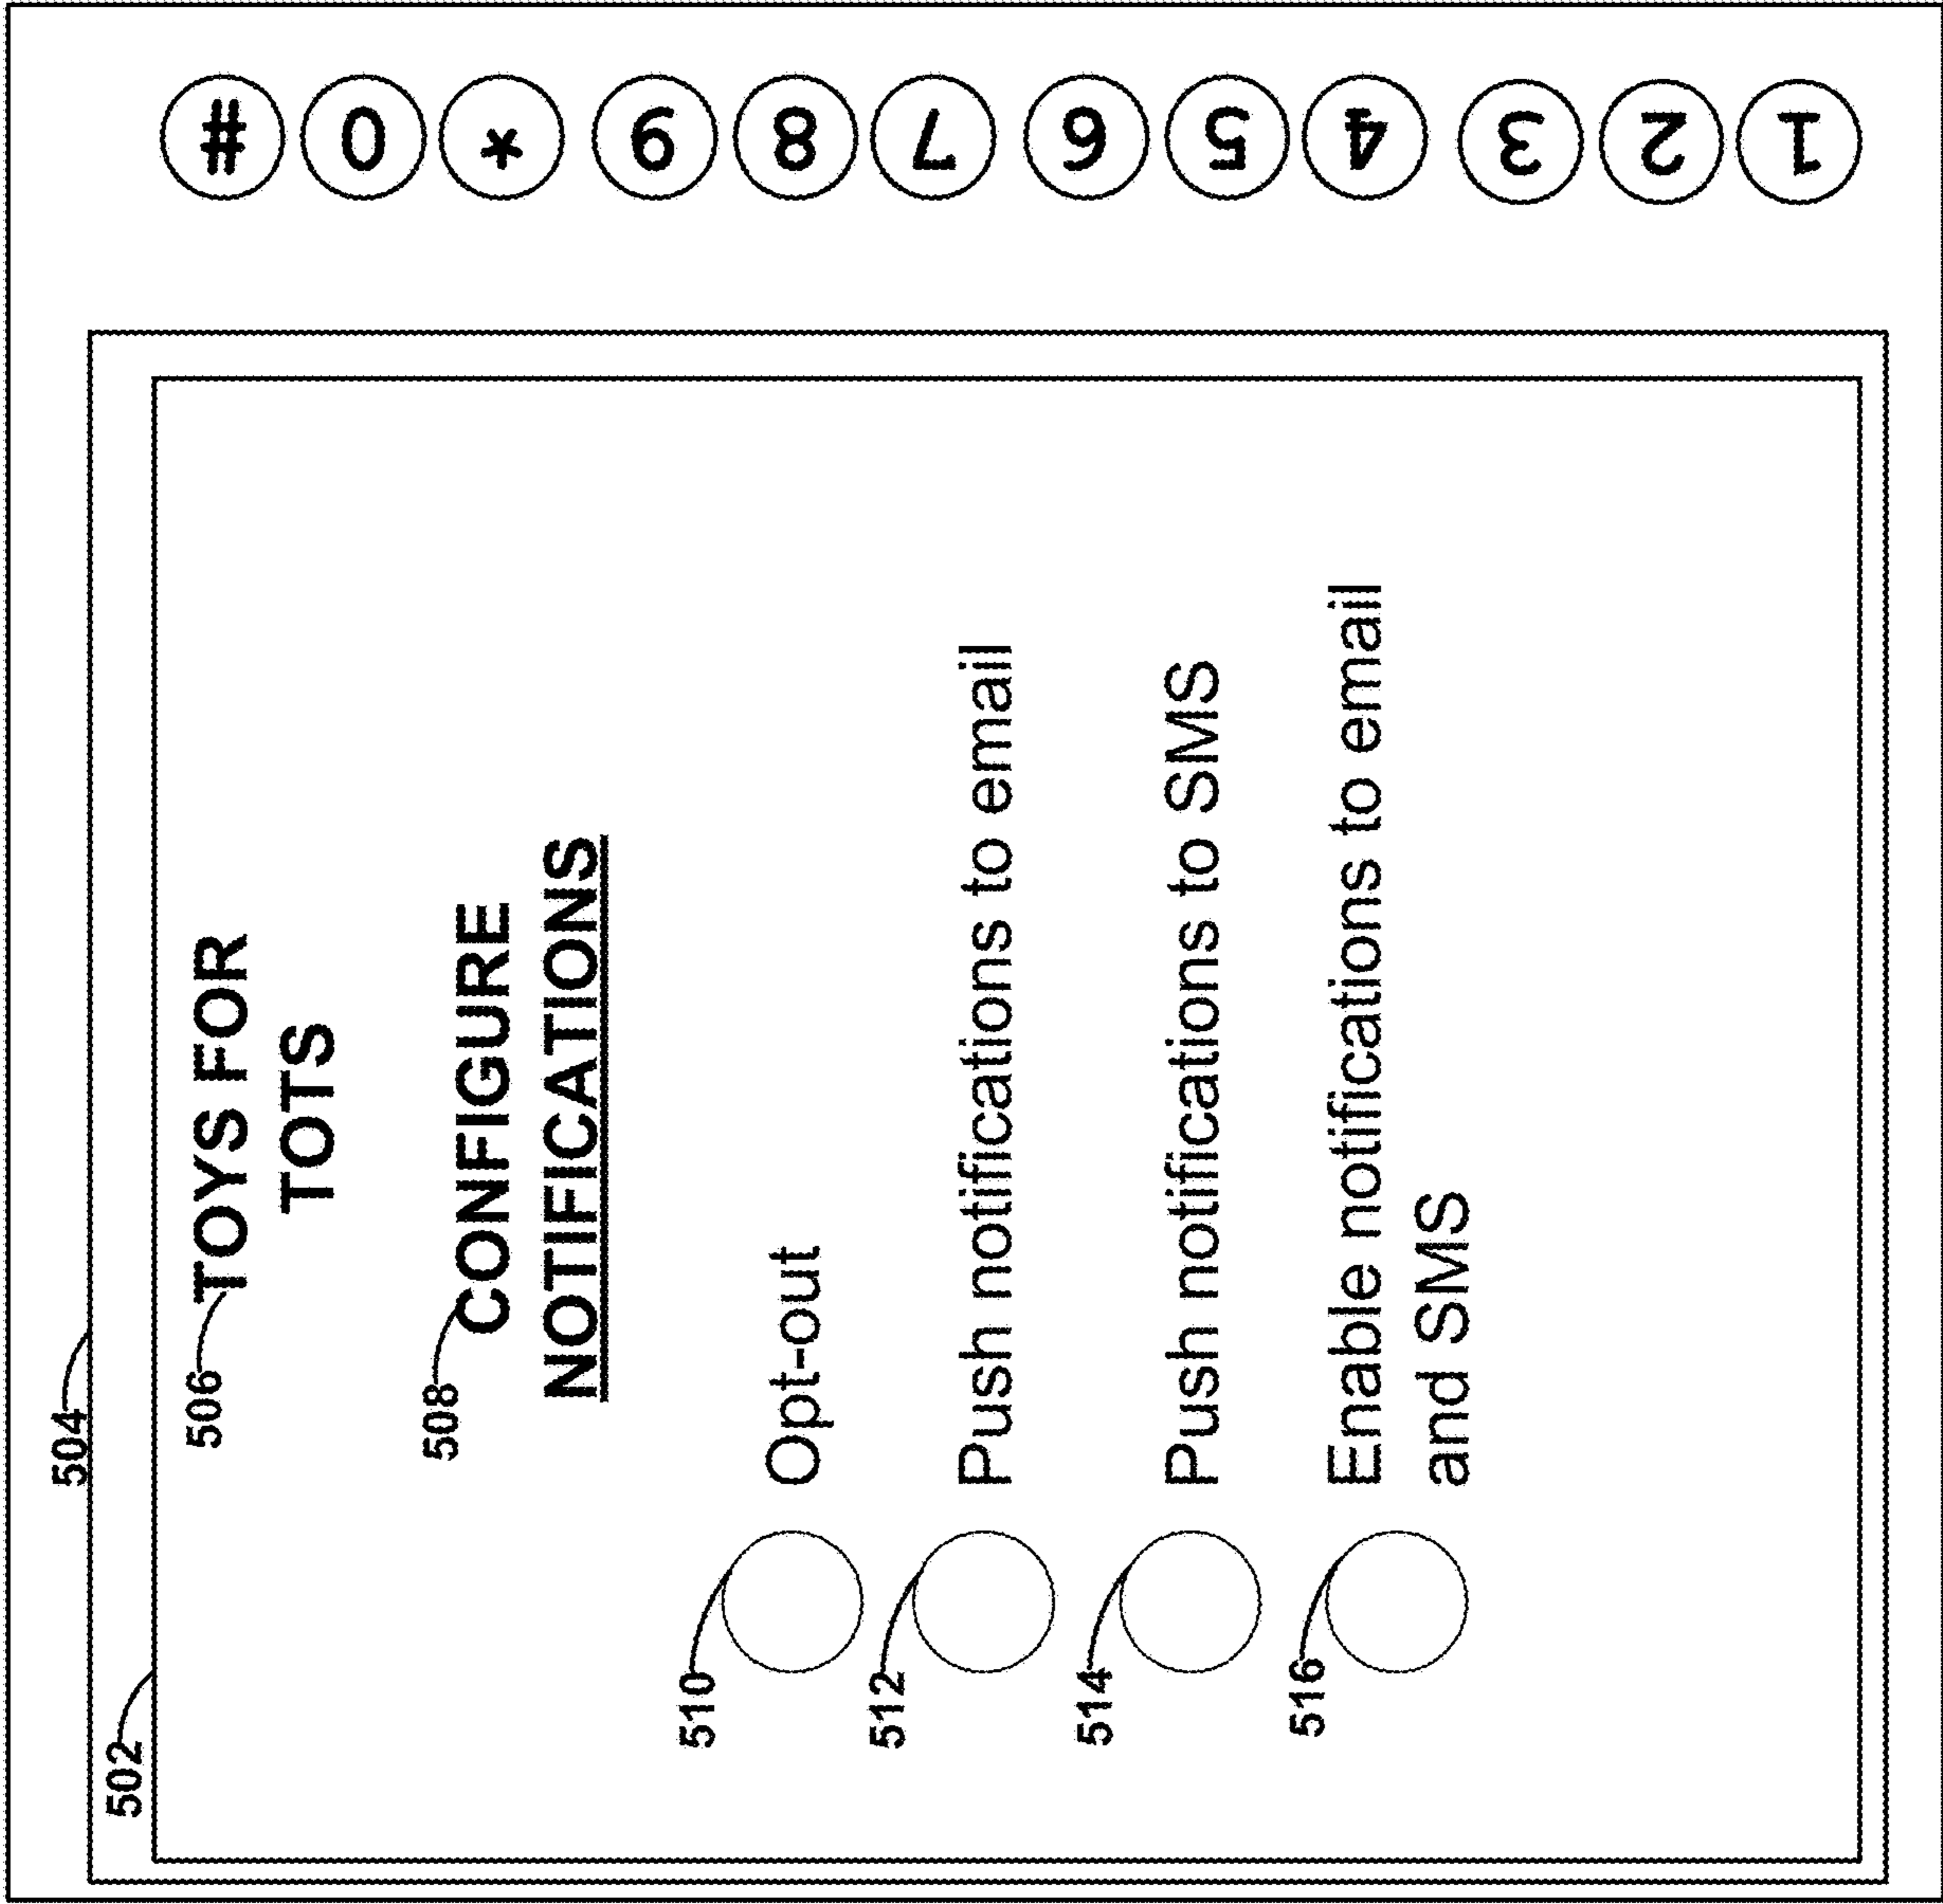 504
502
506
TOYS FOR
TOTS
508
CONFIGURE
NOTIFICATIONS
510
Opt-out
512
Push notifications to email
514
Push notifications to SMS
516
Enable notifications to email
and SMS
1
2
3
4
5
6
7
8
9
*
0
#